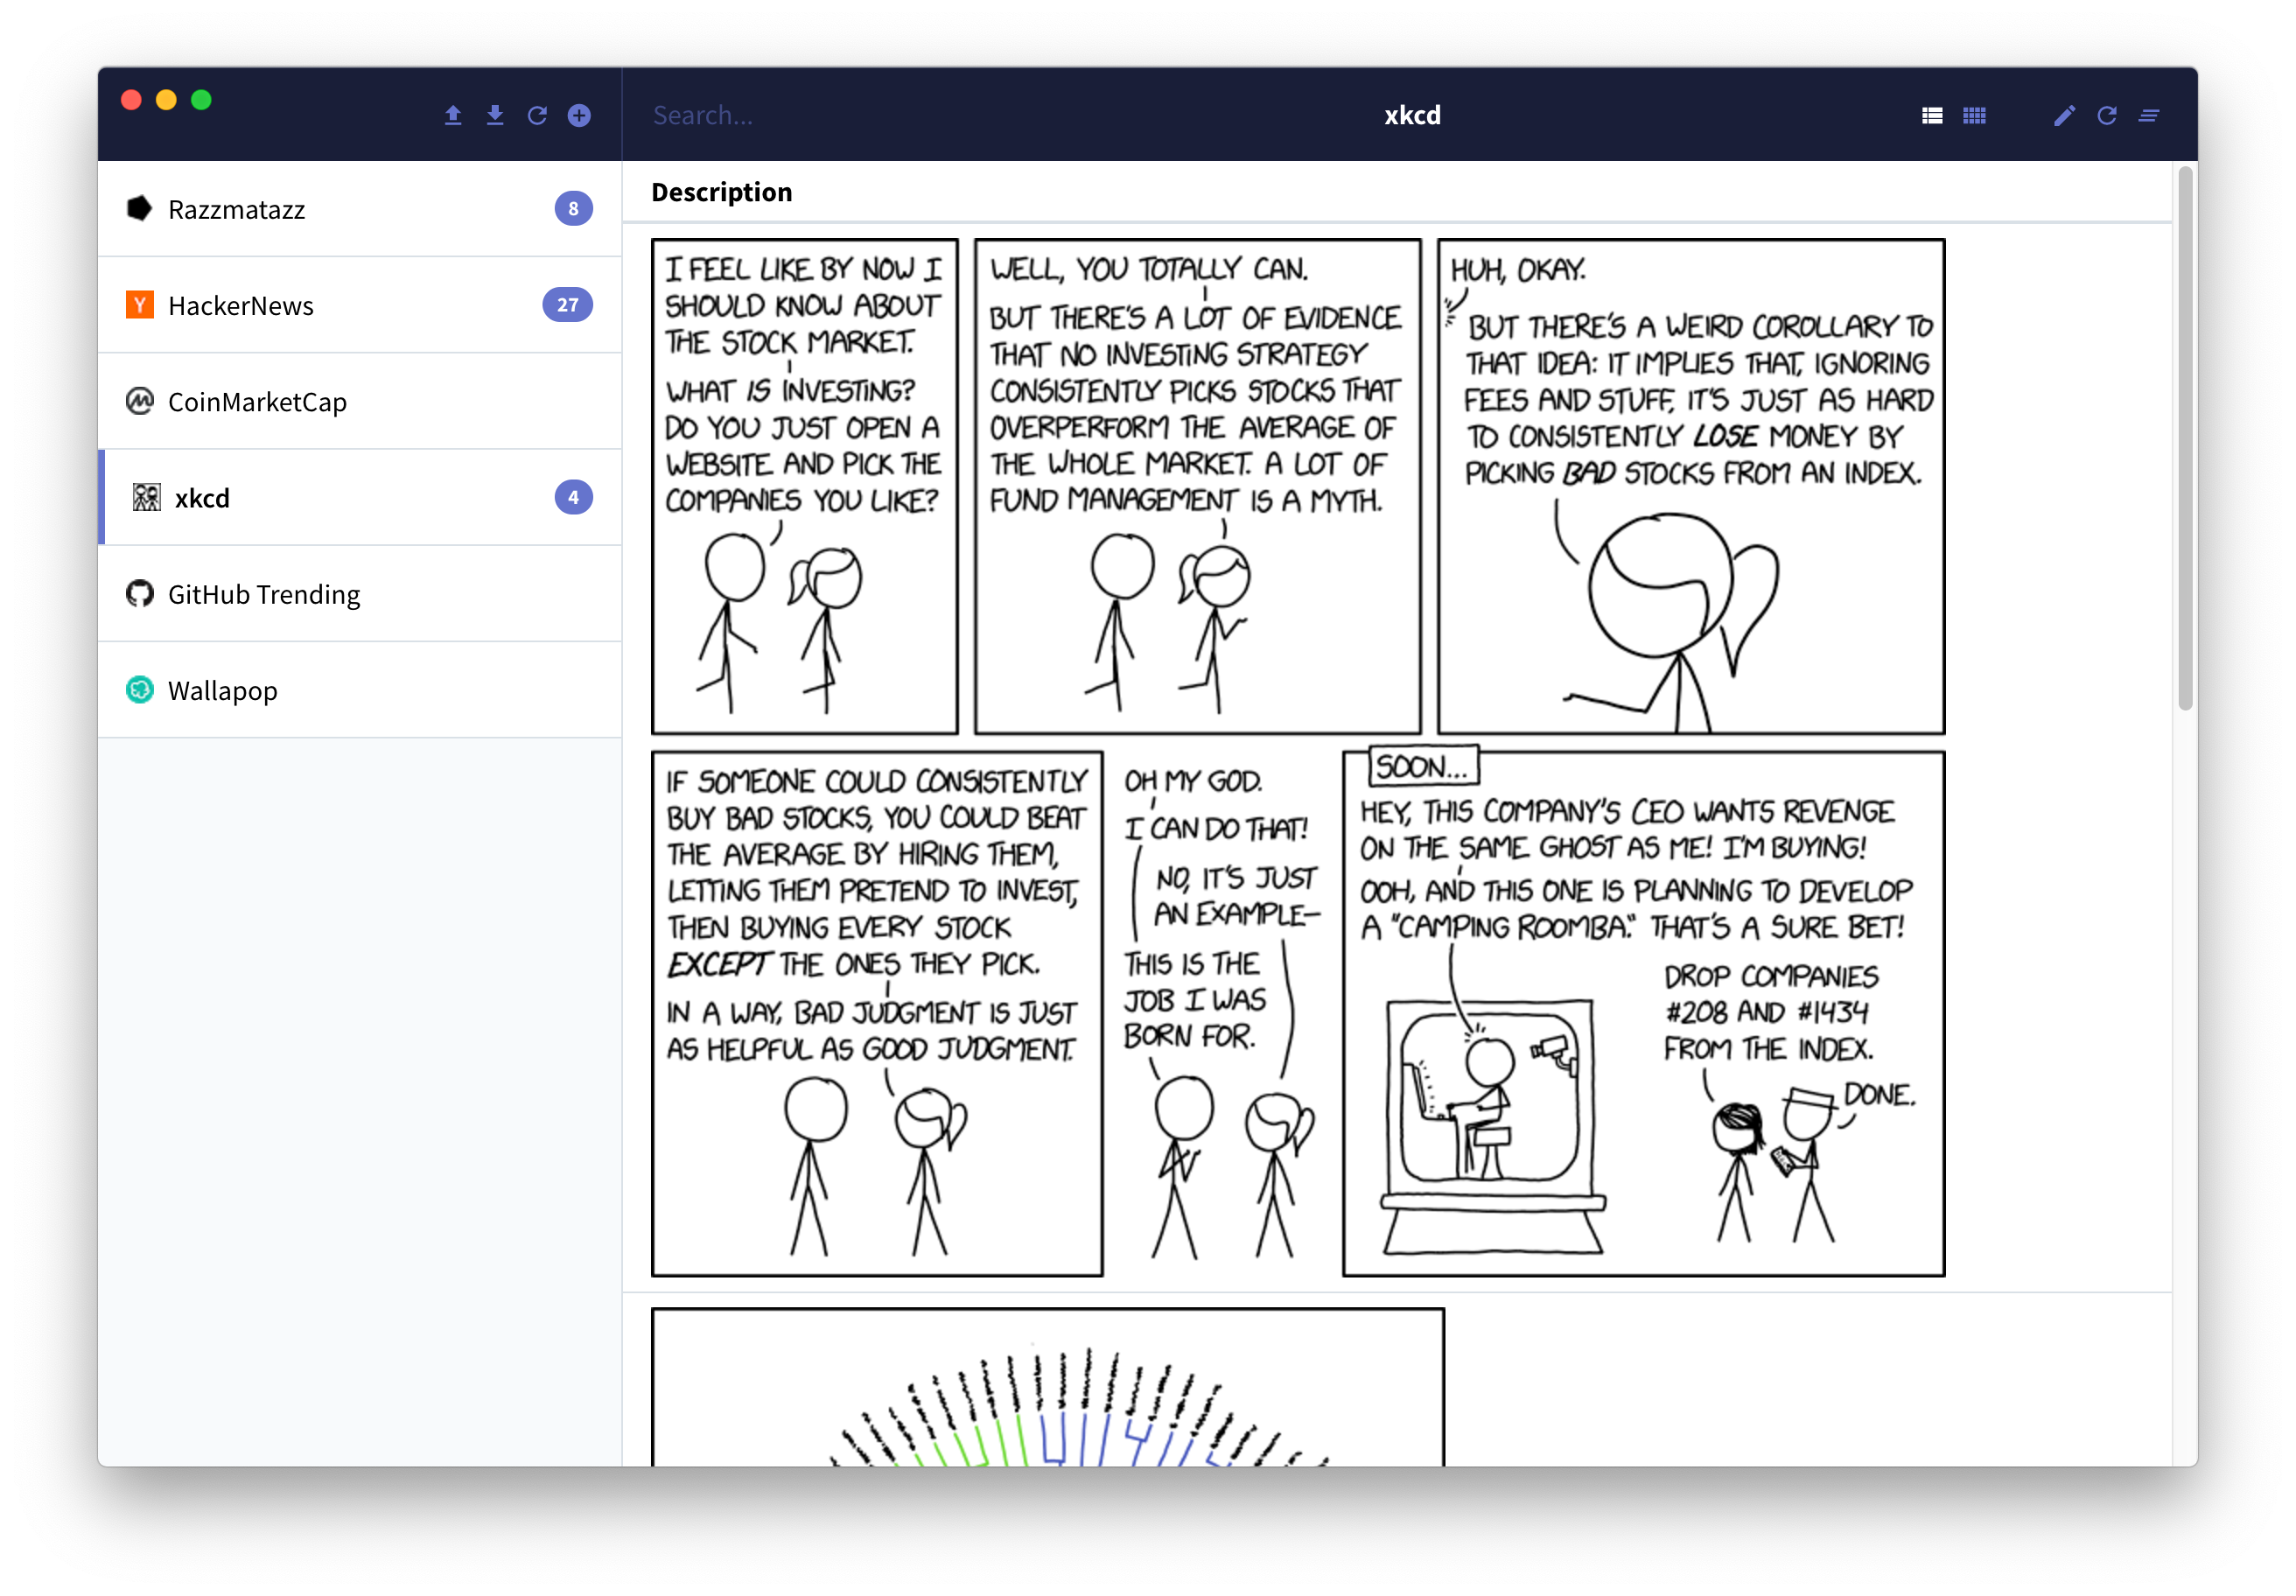 Search...
xkcd
Razzmatazz
8
HackerNews
27
CoinMarketCap
xkcd
4
GitHub Trending
Wallapop
Description
I FEEL LIKE BY NOW I
SHOULD KNOW ABOUT
THE STOCK MARKET.
WHAT IS INVESTING?
DO YOU JUST OPEN A
WEBSITE AND PICK THE
COMPANIES YOU LIKE?
WELL, YOU TOTALLY CAN.
BUT THERE'S A LOT OF EVIDENCE
THAT NO INVESTING STRATEGY
CONSISTENTLY PICKS STOCKS THAT
OVERPERFORM THE AVERAGE OF
THE WHOLE MARKET. A LOT OF
FUND MANAGEMENT IS A MYTH.
HUH, OKAY.
BUT THERE'S A WEIRD COROLLARY TO
THAT IDEA: IT IMPLIES THAT, IGNORING
FEES AND STUFF, IT'S JUST AS HARD
TO CONSISTENTLY LOSE MONEY BY
PICKING BAD STOCKS FROM AN INDEX.
IF SOMEONE COULD CONSISTENTLY
BUY BAD STOCKS, YOU COULD BEAT
THE AVERAGE BY HIRING THEM,
LETTING THEM PRETEND TO INVEST,
THEN BUYING EVERY STOCK
EXCEPT THE ONES THEY PICK.
IN A WAY, BAD JUDGMENT IS JUST
AS HELPFUL AS GOOD JUDGMENT.
OH MY GOD.
I CAN DO THAT!
NO, IT'S JUST
AN EXAMPLE—
THIS IS THE
JOB I WAS
BORN FOR.
SOON...
HEY, THIS COMPANY'S CEO WANTS REVENGE
ON THE SAME GHOST AS ME! I'M BUYING!
OOH, AND THIS ONE IS PLANNING TO DEVELOP
A "CAMPING ROOMBA." THAT'S A SURE BET!
DROP COMPANIES
#208 AND #1434
FROM THE INDEX.
DONE.